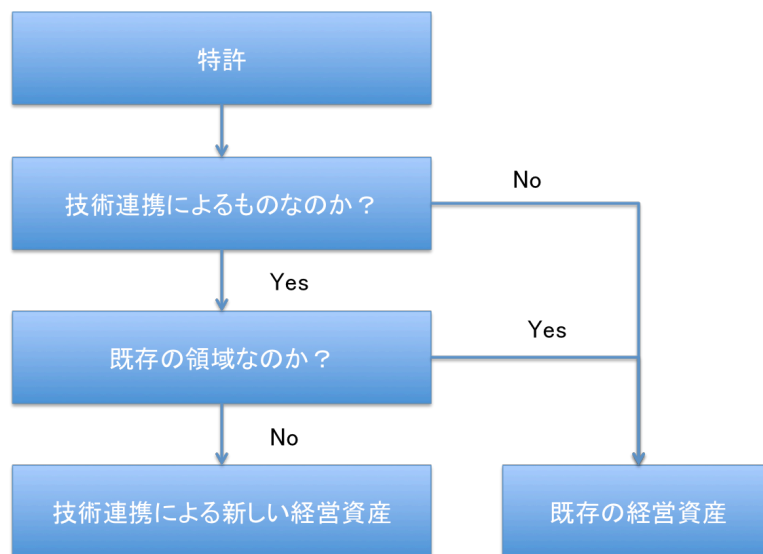 特許
技術連携によるものなのか？
No
Yes
既存の領域なのか？
Yes
No
技術連携による新しい経営資産
既存の経営資産